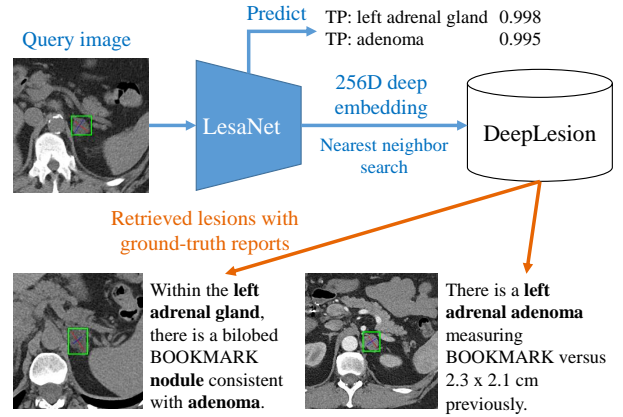 Predict
TP: left adrenal gland 0.998
TP: adenoma 0.995
Query image
LesaNet
256D deep
embedding
Nearest neighbor
search
DeepLesion
Retrieved lesions with
ground-truth reports
Within the left
adrenal gland,
there is a bilobed
BOOKMARK
nodule consistent
with adenoma.
There is a left
adrenal adenoma
measuring
BOOKMARK versus
2.3 x 2.1 cm
previously.